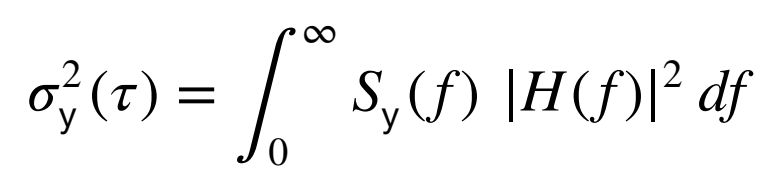 σ_y^2(τ) = ∫_0^∞ S_y(f) |H(f)|^2 df